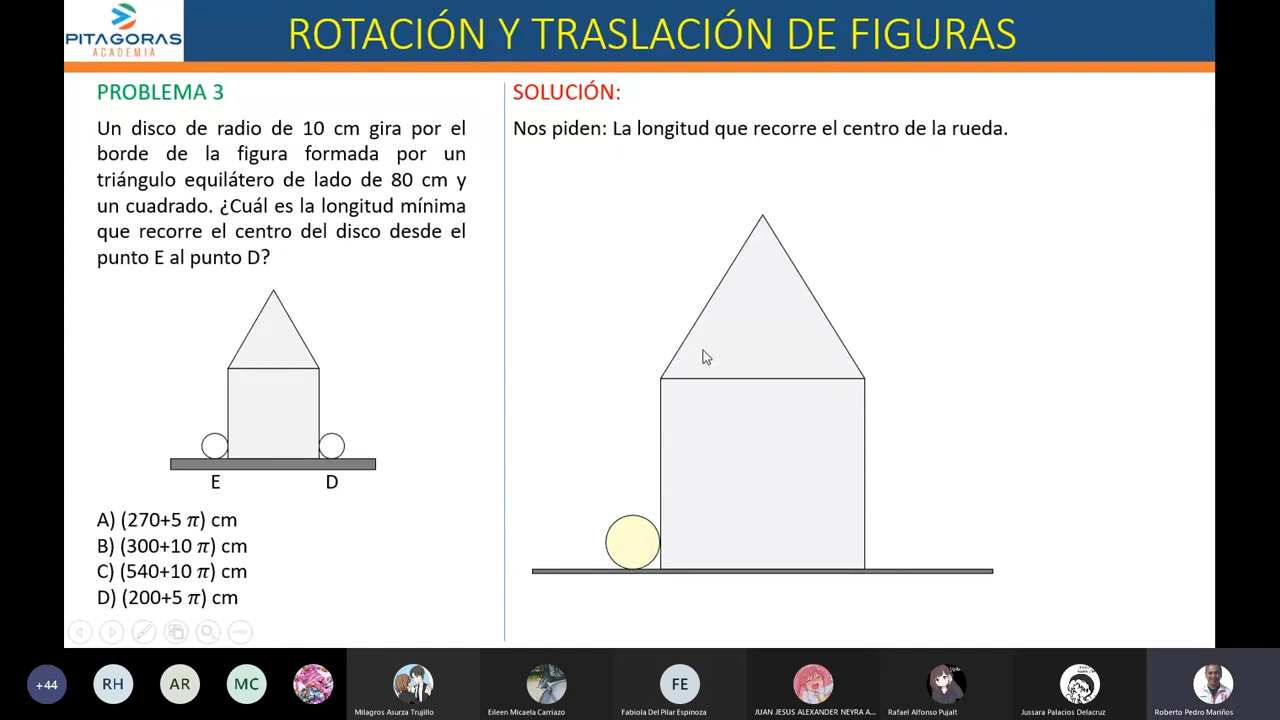 PITAGORAS
ACADEMIA
ROTACIÓN Y TRASLACIÓN DE FIGURAS
PROBLEMA 3
Un disco de radio de 10 cm gira por el
borde de la figura formada por un
triángulo equilátero de lado de 80 cm y
un cuadrado. ¿Cuál es la longitud mínima
que recorre el centro del disco desde el
punto E al punto D?
E D
A) (270+5 π) cm
B) (300+10 π) cm
C) (540+10 π) cm
D) (200+5 π) cm
SOLUCIÓN:
Nos piden: La longitud que recorre el centro de la rueda.
+44
RH
AR
MC
Milagros Asurza Trujillo
Eileen Micaela Carriazo
FE
Fabiola Del Pilar Espinoza
JUAN JESUS ALEXANDER NEYRA A...
Rafael Alfonso Pujalt
Jussara Palacios Delacruz
Roberto Pedro Mariños